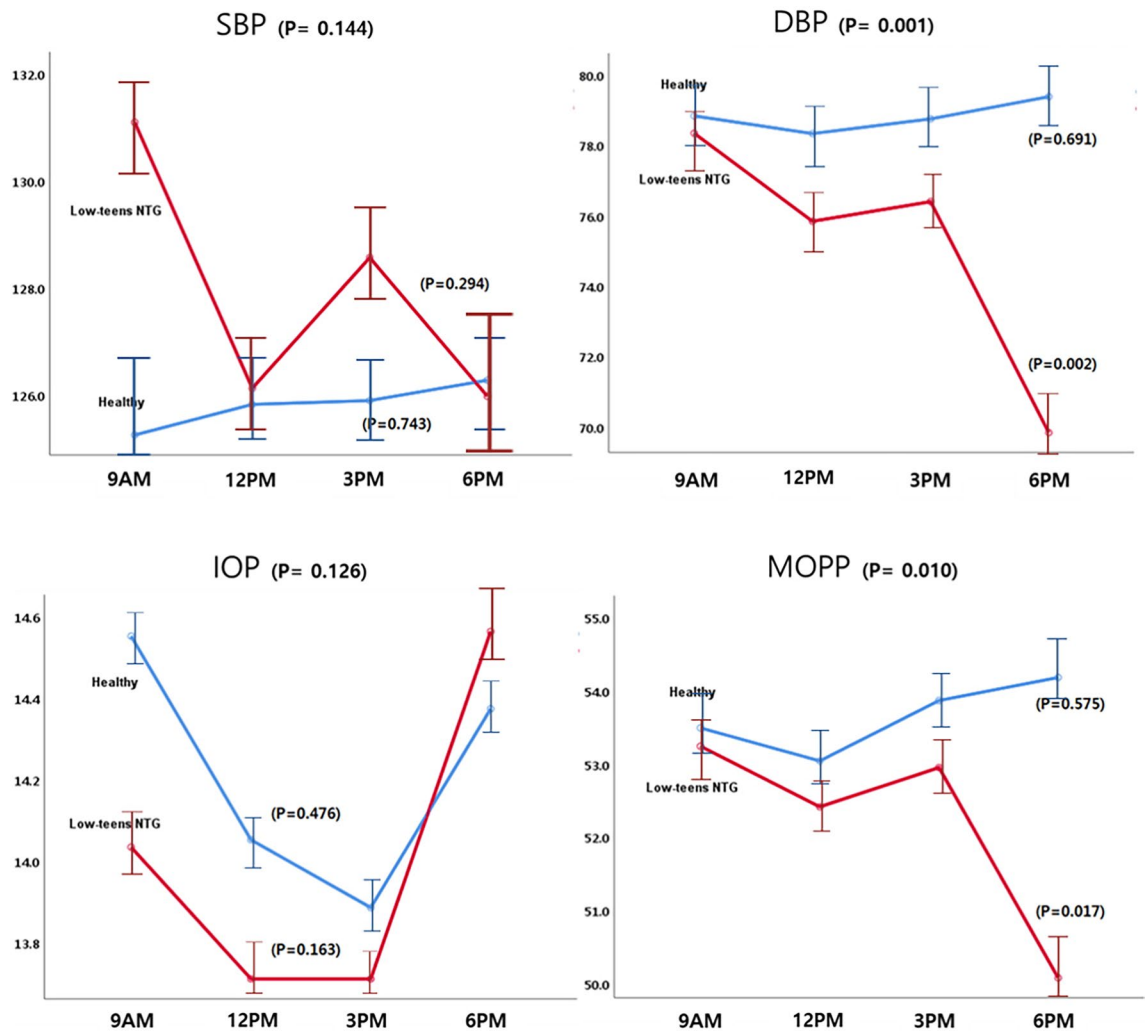 SBP (P= 0.144)
132.0
130.0
128.0
126.0
Low-teens NTG
Healthy
(P=0.294)
(P=0.743)
9AM 12PM 3PM 6PM
DBP (P= 0.001)
80.0
78.0
76.0
74.0
72.0
70.0
Healthy
Low-teens NTG
(P=0.691)
(P=0.002)
9AM 12PM 3PM 6PM
IOP (P= 0.126)
14.6
14.4
14.2
14.0
13.8
Healthy
Low-teens NTG
(P=0.476)
(P=0.163)
9AM 12PM 3PM 6PM
MOPP (P= 0.010)
55.0
54.0
53.0
52.0
51.0
50.0
Healthy
Low-teens NTG
(P=0.575)
(P=0.017)
9AM 12PM 3PM 6PM